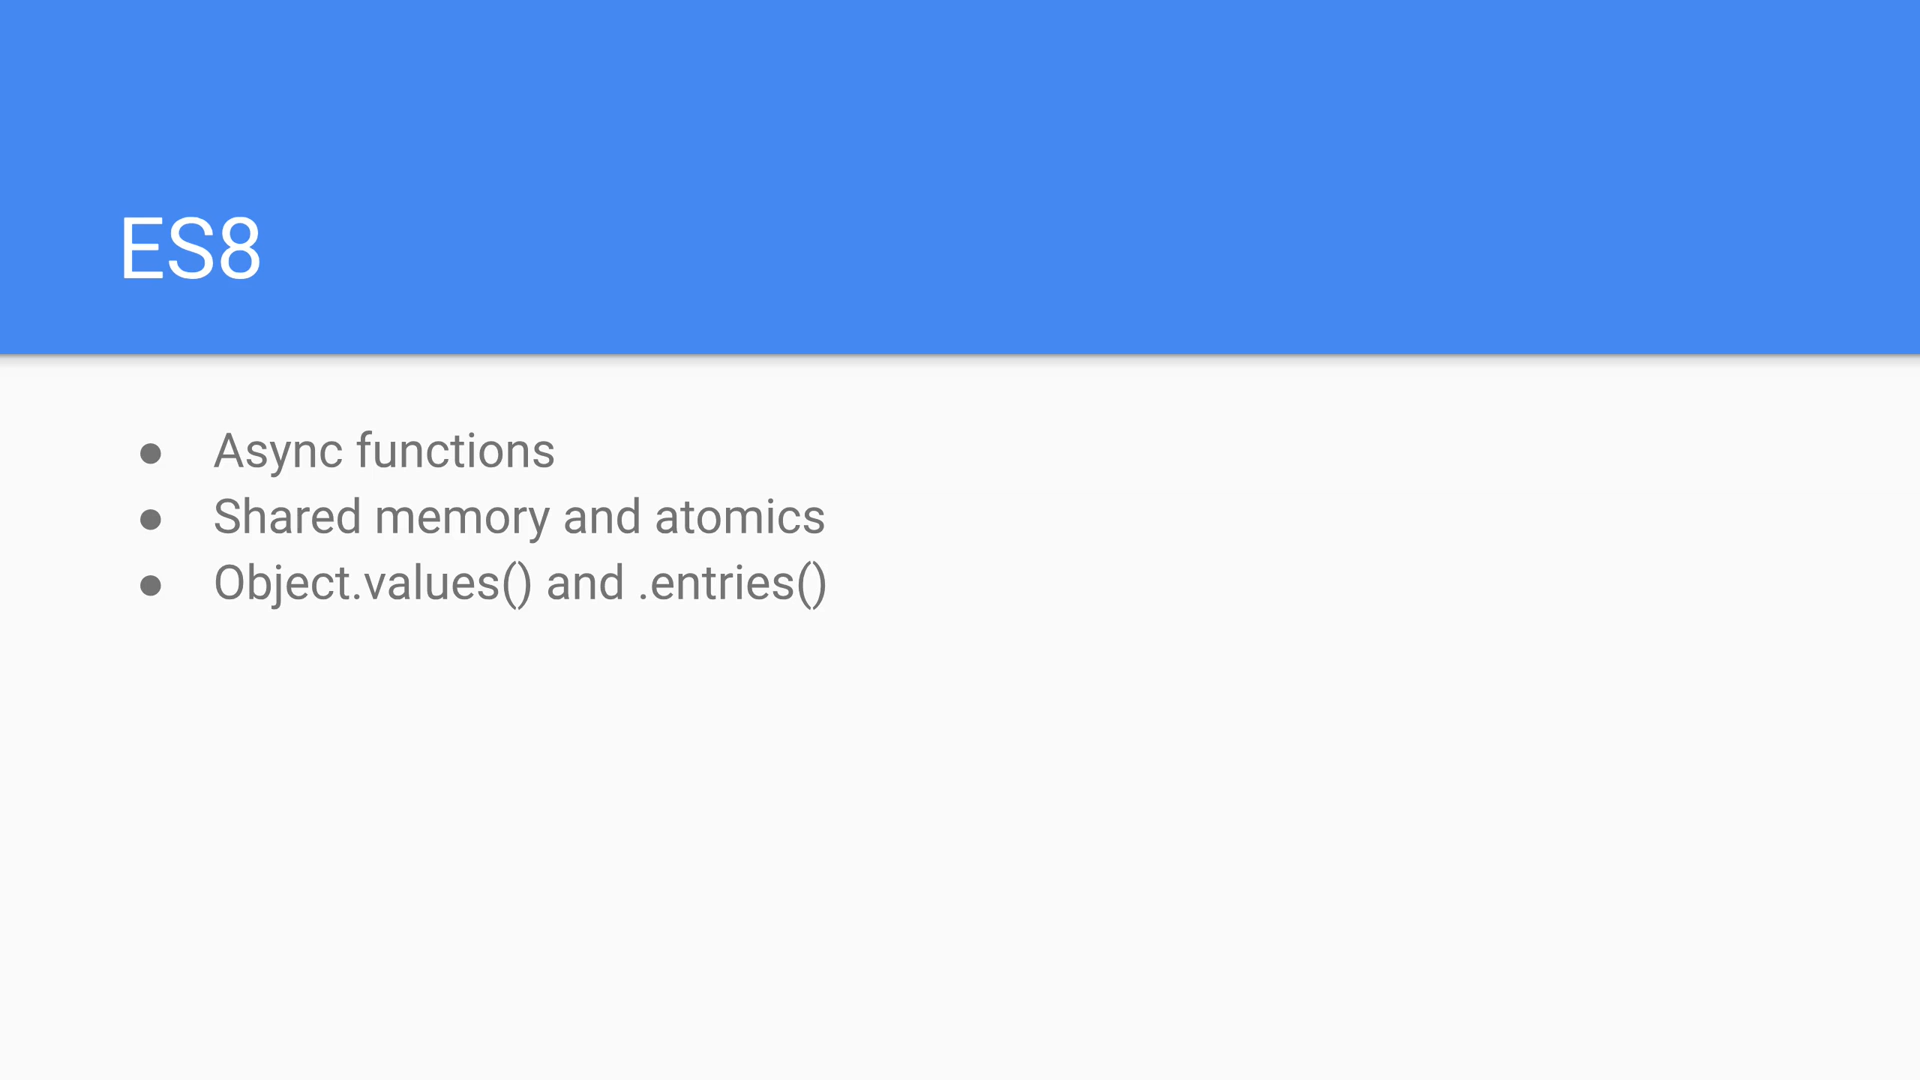 ES8
● Async functions
● Shared memory and atomics
● Object.values() and .entries()